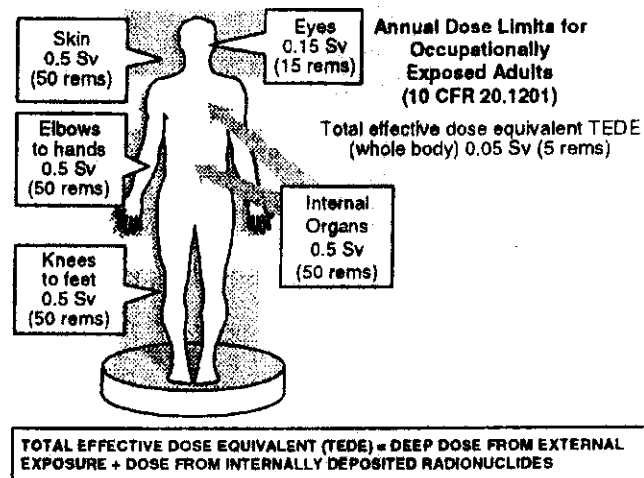 Skin
0.5 Sv
(50 rems)
Eyes
0.15 Sv
(15 rems)
Annual Dose Limits for
Occupationally
Exposed Adults
(10 CFR 20.1201)
Total effective dose equivalent TEDE
(whole body) 0.05 Sv (5 rems)
Elbows
to hands
0.5 Sv
(50 rems)
Internal
Organs
0.5 Sv
(50 rems)
Knees
to feet
0.5 Sv
(50 rems)
TOTAL EFFECTIVE DOSE EQUIVALENT (TEDE) = DEEP DOSE FROM EXTERNAL
EXPOSURE + DOSE FROM INTERNALLY DEPOSITED RADIONUCLIDES